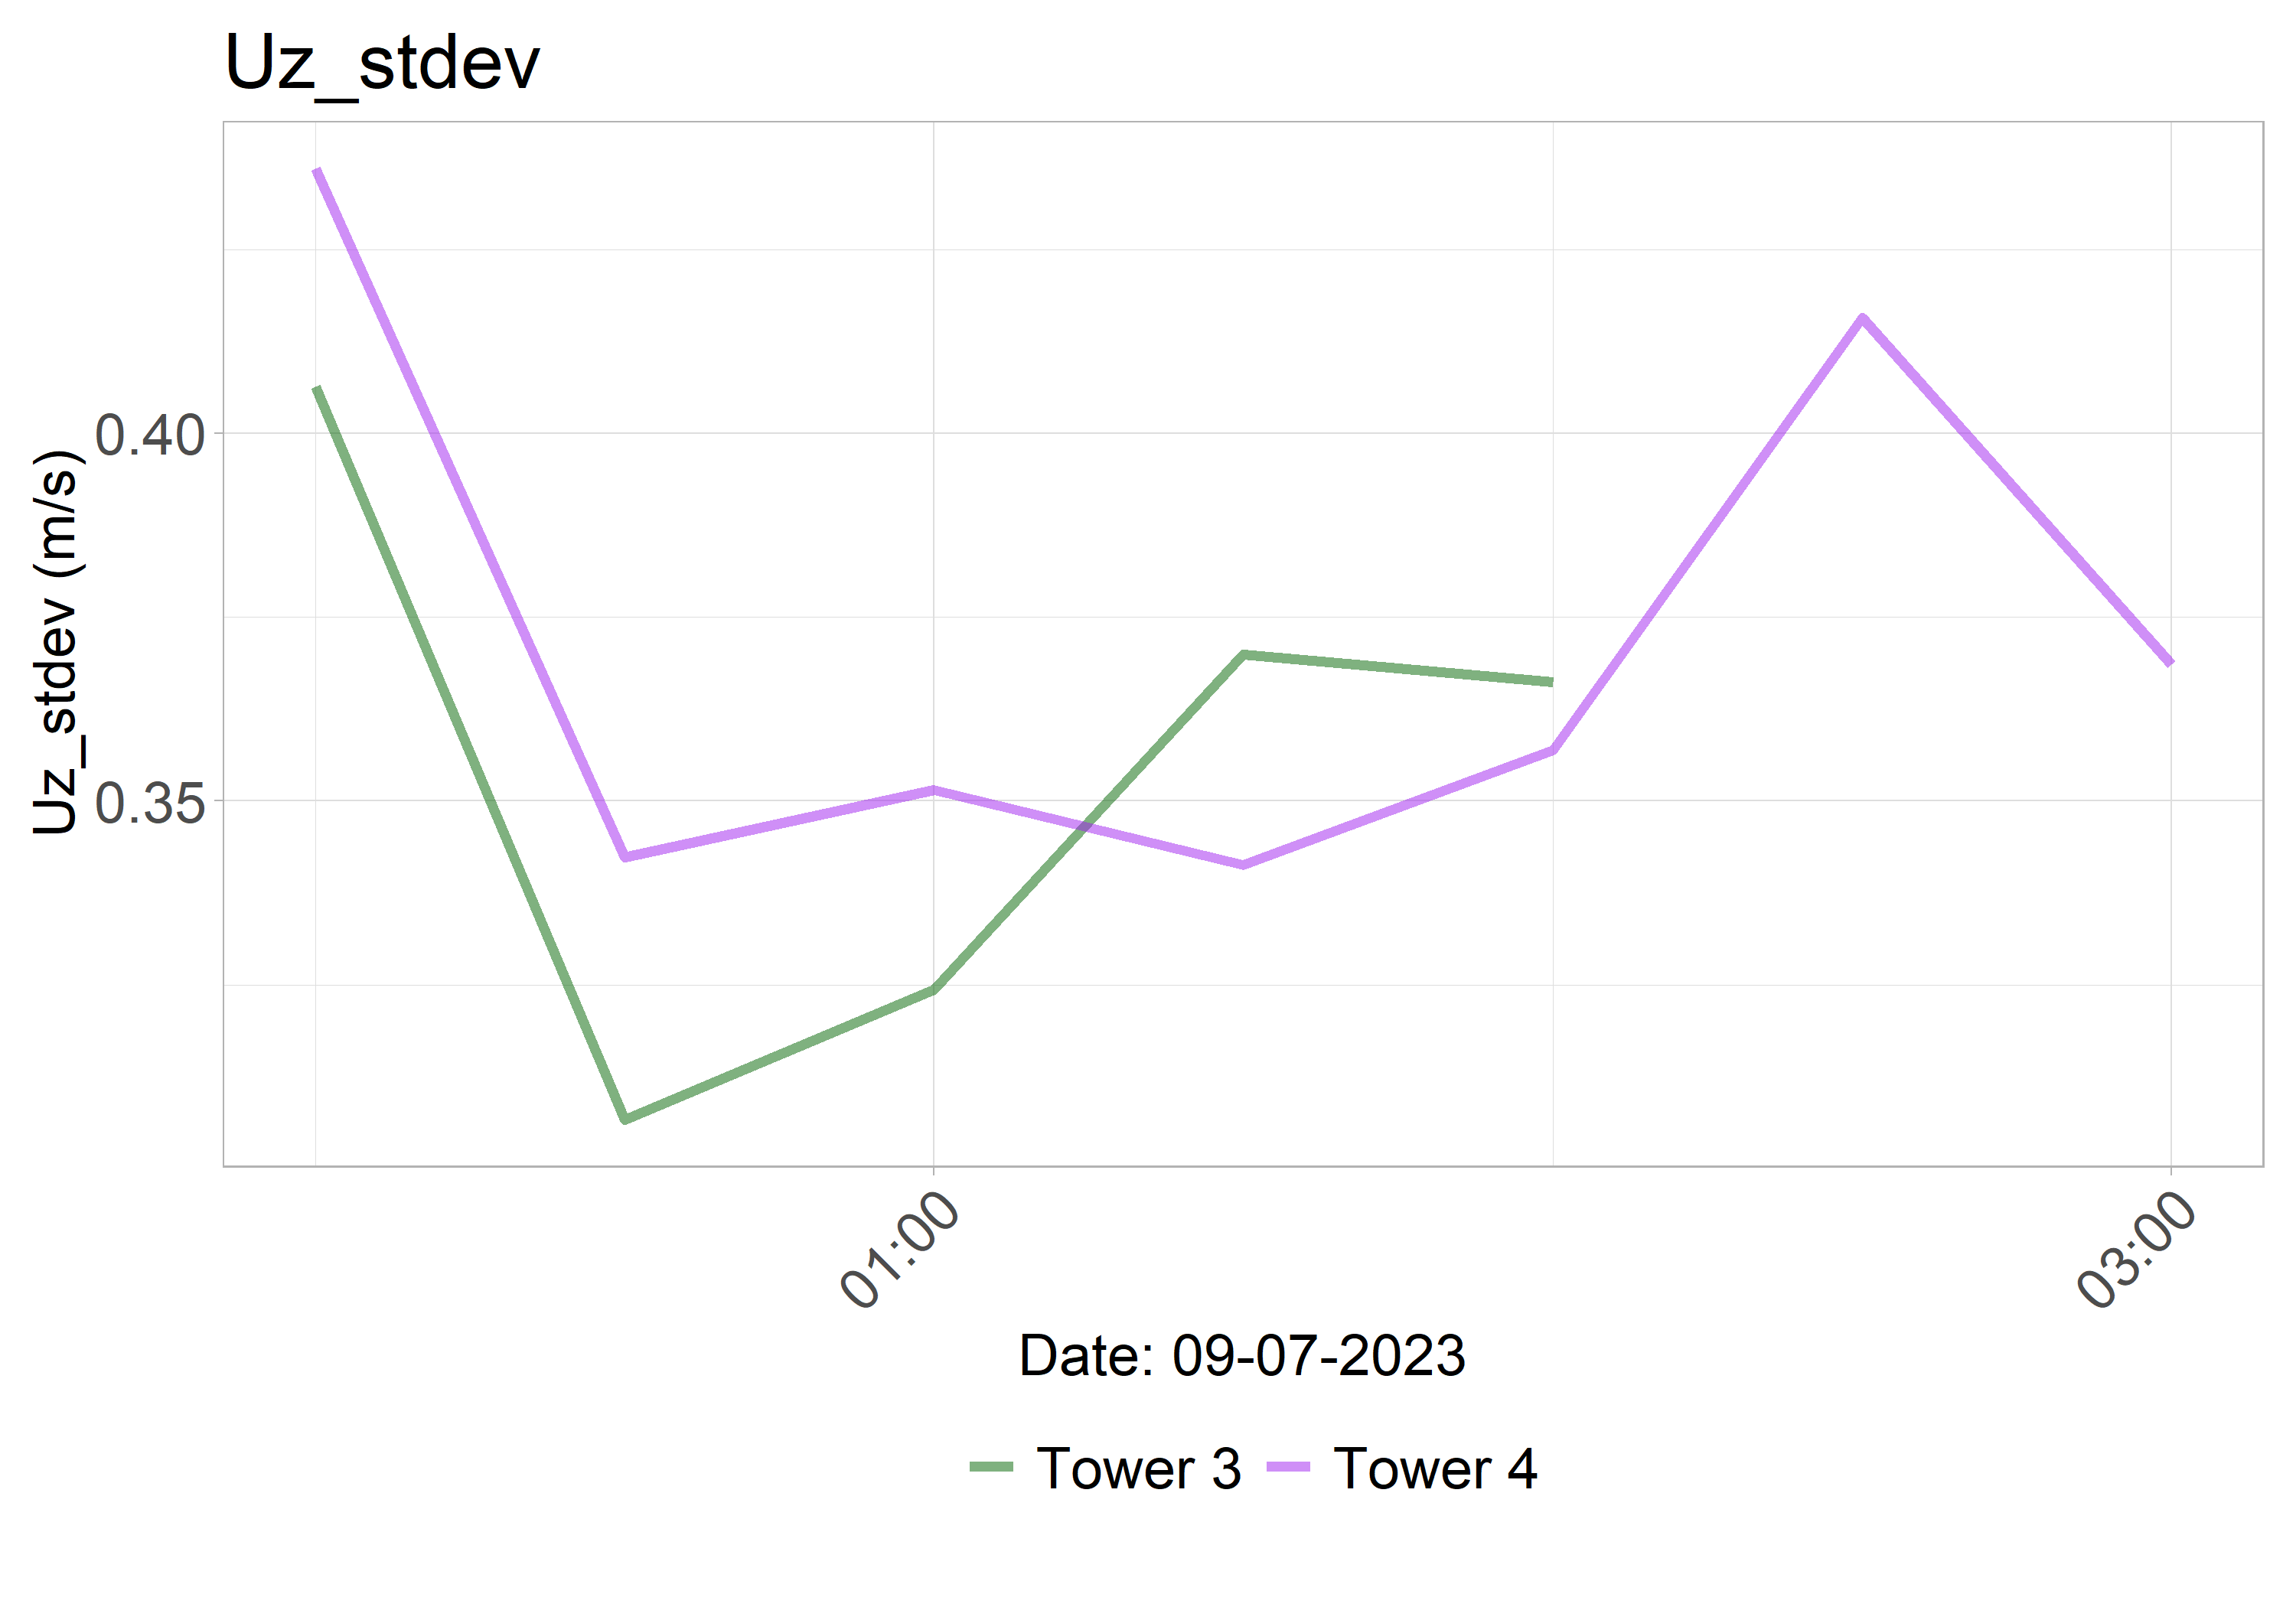 Uz_stdev
Uz_stdev (m/s)
0.40
0.35
01:00
03:00
Date: 09-07-2023
Tower 3
Tower 4